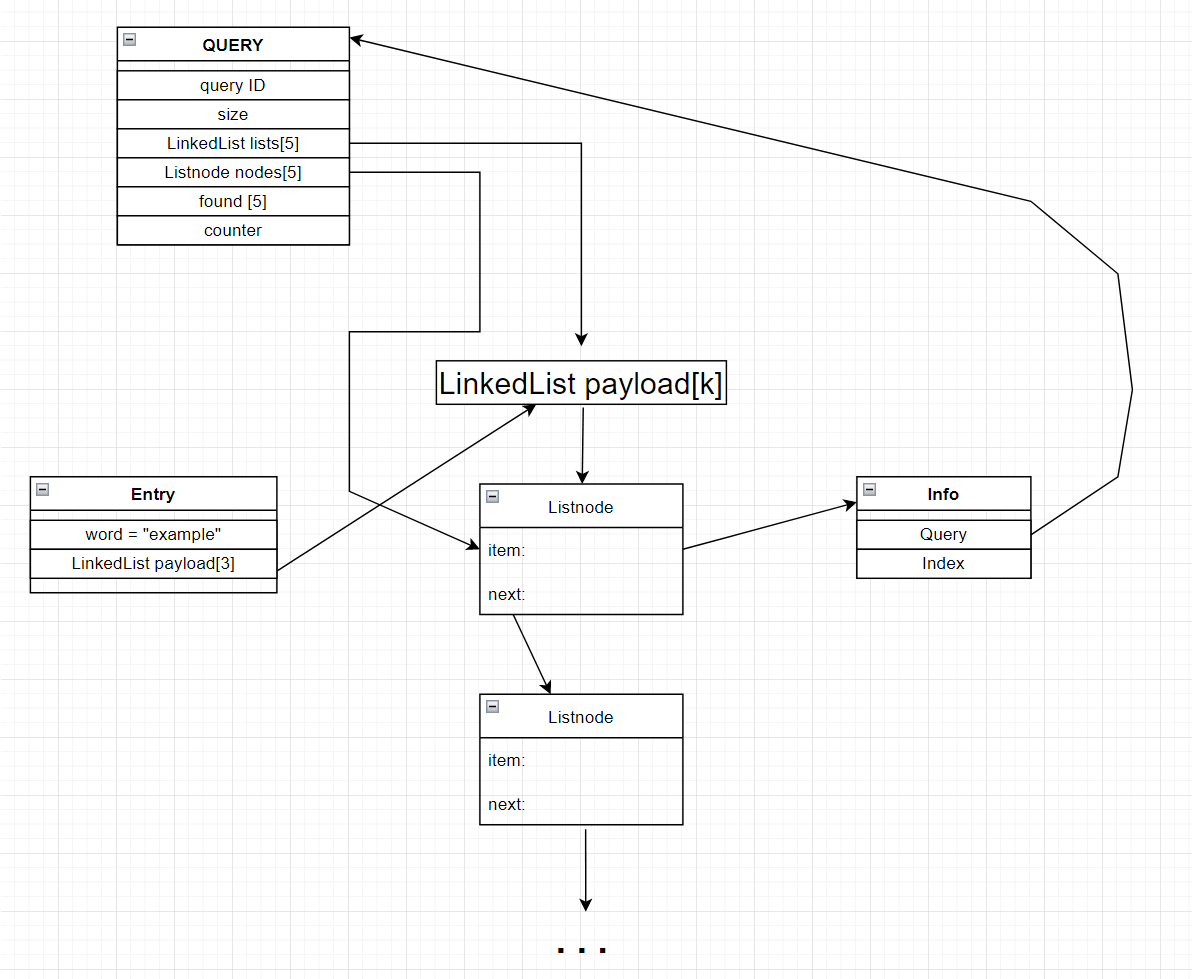 QUERY
query ID
size
LinkedList lists[5]
Listnode nodes[5]
found [5]
counter
LinkedList payload[k]
Entry
word = "example"
LinkedList payload[3]
Listnode
item:
next:
Info
Query
Index
Listnode
item:
next:
. . .